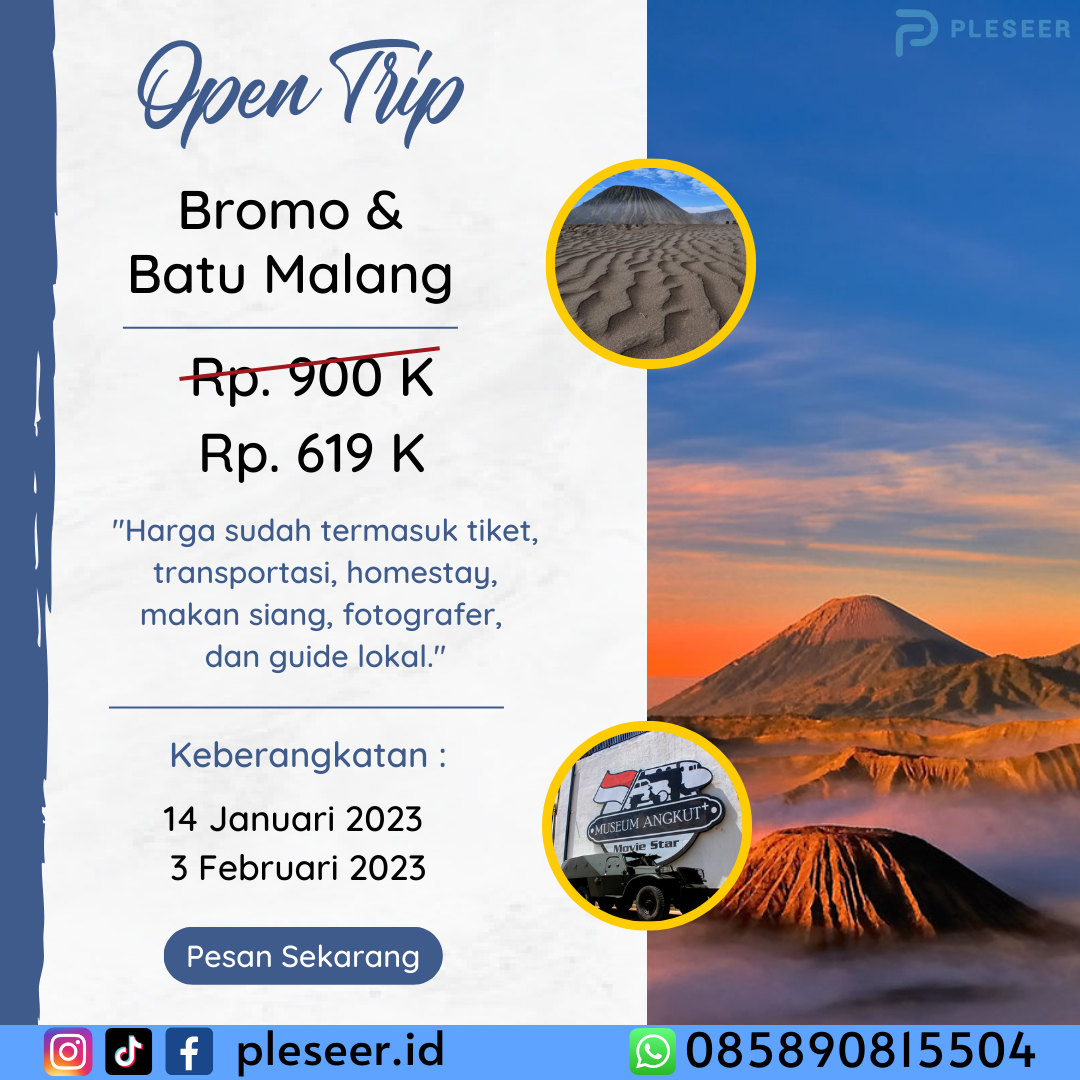 PLESEER
Open Trip
Bromo &
Batu Malang
Rp. 900 K
Rp. 619 K
"Harga sudah termasuk tiket,
transportasi, homestay,
makan siang, fotografer,
dan guide lokal."
MUSEUM ANGKUT+
Movie Star
Keberangkatan :
14 Januari 2023
3 Februari 2023
Pesan Sekarang
pleseer.id
085890815504